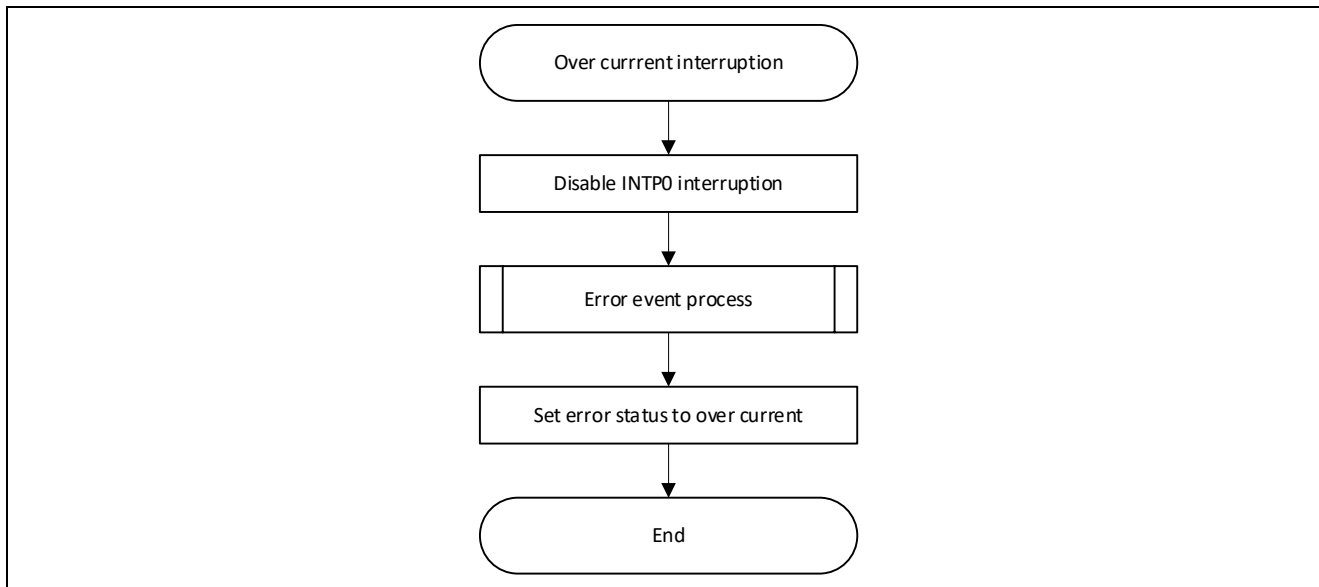 Over currrent interruption
Disable INTP0 interruption
Error event process
Set error status to over current
End